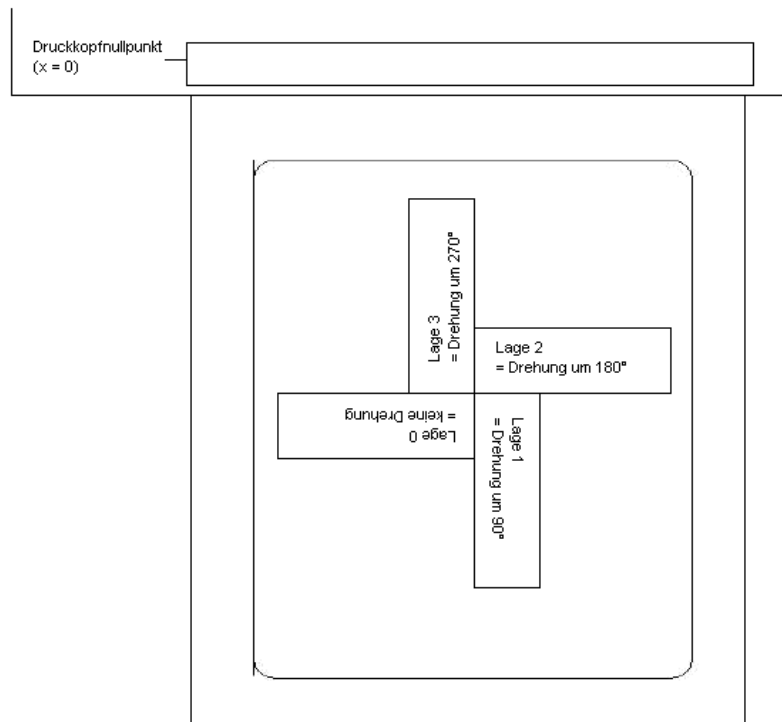 Druckkopfnullpunkt
(x = 0)
Lage 3
= Drehung um 270°
Lage 2
= Drehung um 180°
Lage 0
= keine Drehung
Lage 1
= Drehung um 90°